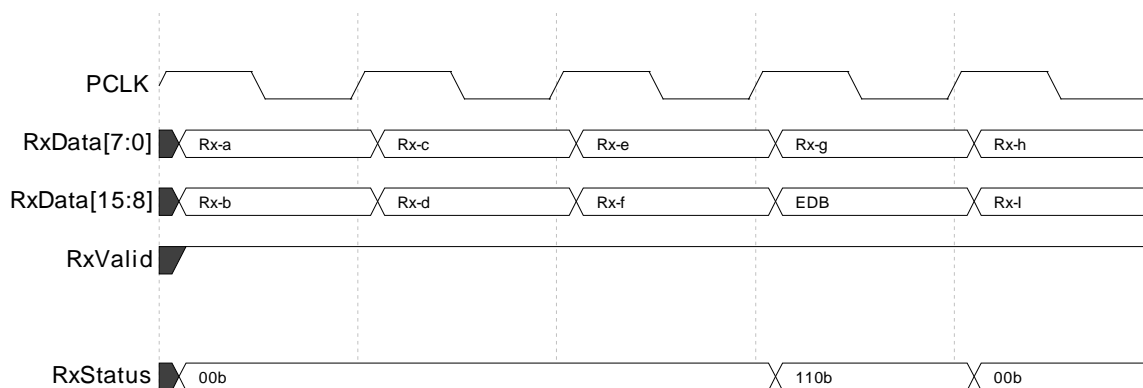 PCLK
RxData[7:0] Rx-a Rx-c Rx-e Rx-g Rx-h
RxData[15:8] Rx-b Rx-d Rx-f EDB Rx-I
RxValid
RxStatus 00b 110b 00b